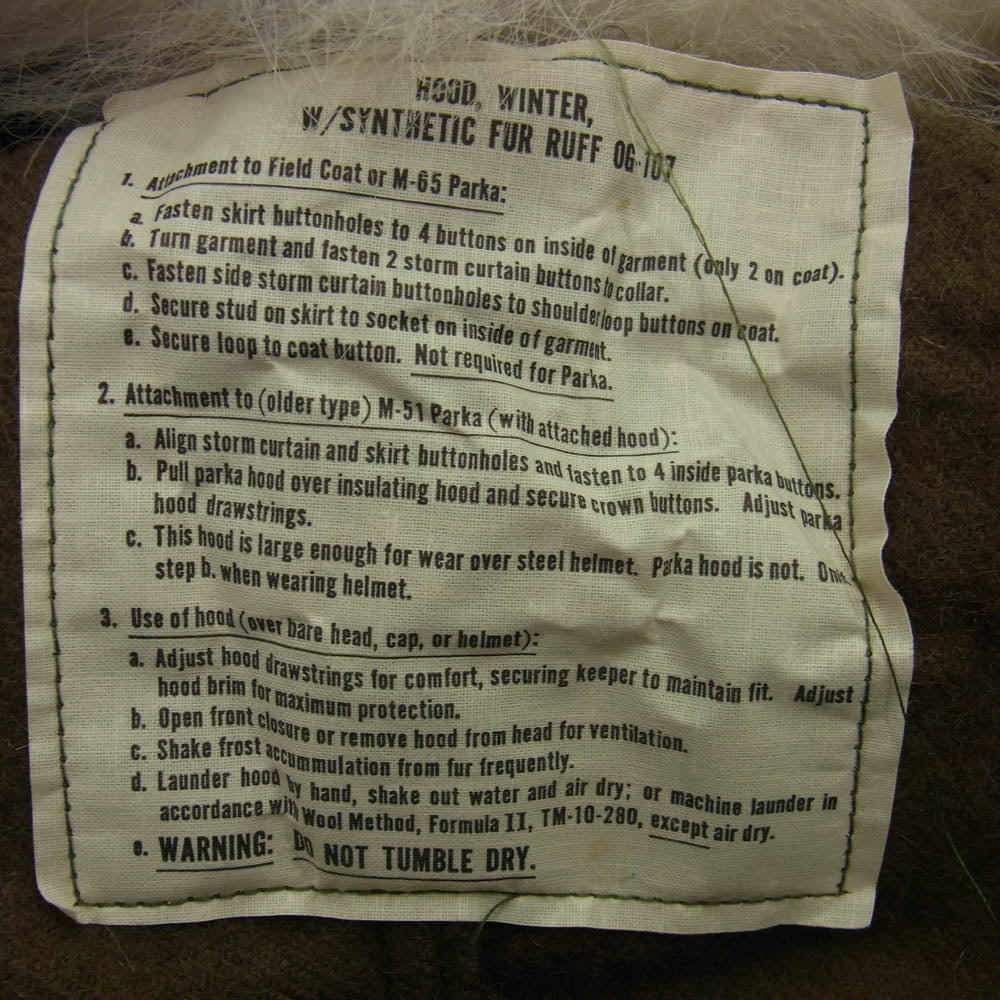 HOOD, WINTER,
W/SYNTHETIC FUR RUFF OG-107
1. Attachment to Field Coat or M-65 Parka:
a. Fasten skirt buttonholes to 4 buttons on inside of garment (only 2 on coat).
b. Turn garment and fasten 2 storm curtain buttons to collar.
c. Fasten side storm curtain buttonholes to shoulder loop buttons on coat.
d. Secure stud on skirt to socket on inside of garment.
e. Secure loop to coat button. Not required for Parka.
2. Attachment to (older type) M-51 Parka (with attached hood):
a. Align storm curtain and skirt buttonholes and fasten to 4 inside parka buttons.
b. Pull parka hood over insulating hood and secure crown buttons. Adjust parka
hood drawstrings.
c. This hood is large enough for wear over steel helmet. Parka hood is not.
step b. when wearing helmet.
3. Use of hood (over bare head, cap, or helmet):
a. Adjust hood drawstrings for comfort, securing keeper to maintain fit. Adjust
hood brim for maximum protection.
b. Open front closure or remove hood from head for ventilation.
c. Shake frost accummulation from fur frequently.
d. Launder hood by hand, shake out water and air dry; or machine launder in
accordance with Wool Method, Formula II, TM-10-280, except air dry.
e. WARNING: DO NOT TUMBLE DRY.